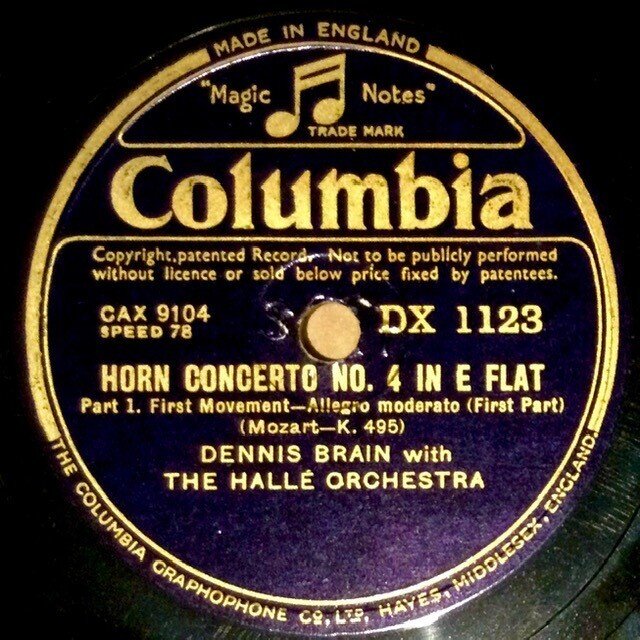 MADE IN ENGLAND
"Magic Notes"
TRADE MARK
Columbia
Copyright,patented Record. Not to be publicly performed
without licence or sold below price fixed by patentees.
CAX 9104
SPEED 78
DX 1123
HORN CONCERTO NO. 4 IN E FLAT
Part 1. First Movement—Allegro moderato (First Part)
(Mozart—K. 495)
DENNIS BRAIN with
THE HALLÉ ORCHESTRA
THE COLUMBIA GRAPHOPHONE CO., LTD, HAYES, MIDDLESEX, ENGLAND.